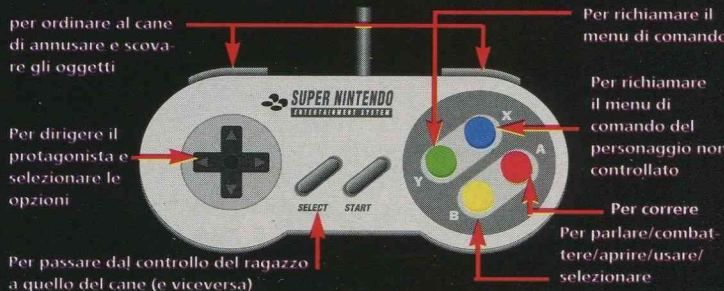 per ordinare al cane
di annusare e scova-
re gli oggetti
Per richiamare il
menu di comando
Per dirigere il
protagonista e
selezionare le
opzioni
SUPER NINTENDO
ENTERTAINMENT SYSTEM
X
Y
A
B
SELECT
START
Per richiamare
il menu di
comando del
personaggio non
controllato
Per correre
Per parlare/combat-
tere/aprire/usare/
selezionare
Per passare dal controllo del ragazzo
a quello del cane (e viceversa)